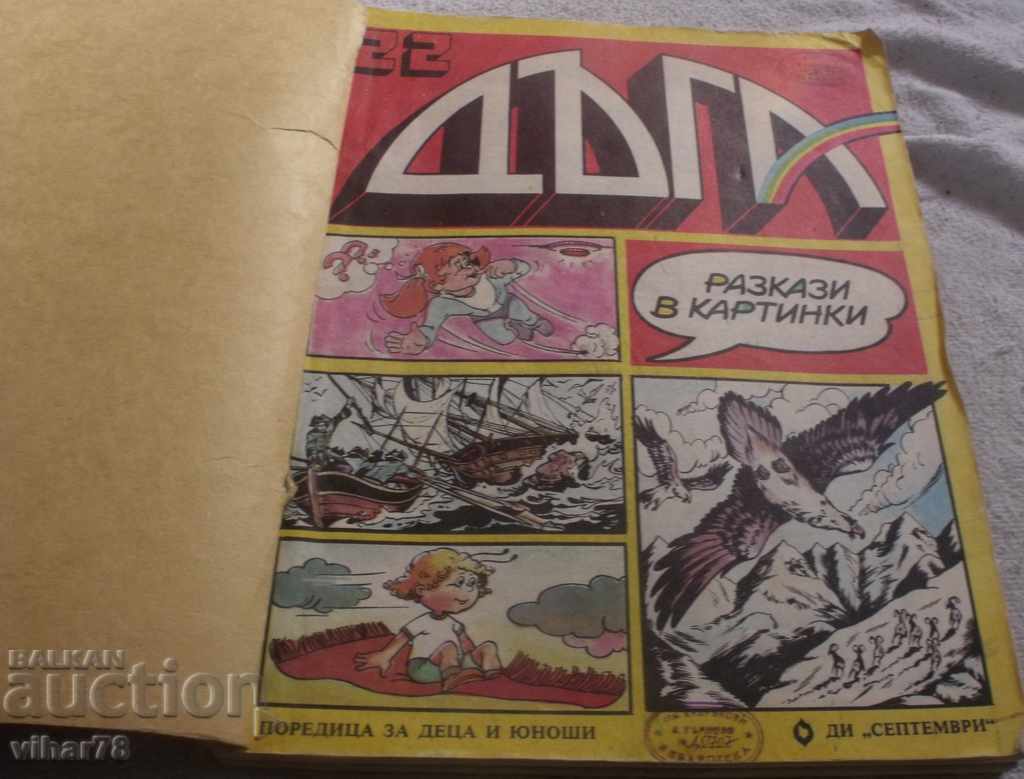 22
ДЪГА
??
РАЗКАЗИ
В КАРТИНКИ
ПОРЕДИЦА ЗА ДЕЦА И ЮНОШИ
ДИ „СЕПТЕМВРИ“
BALKAN
auction
vihar78